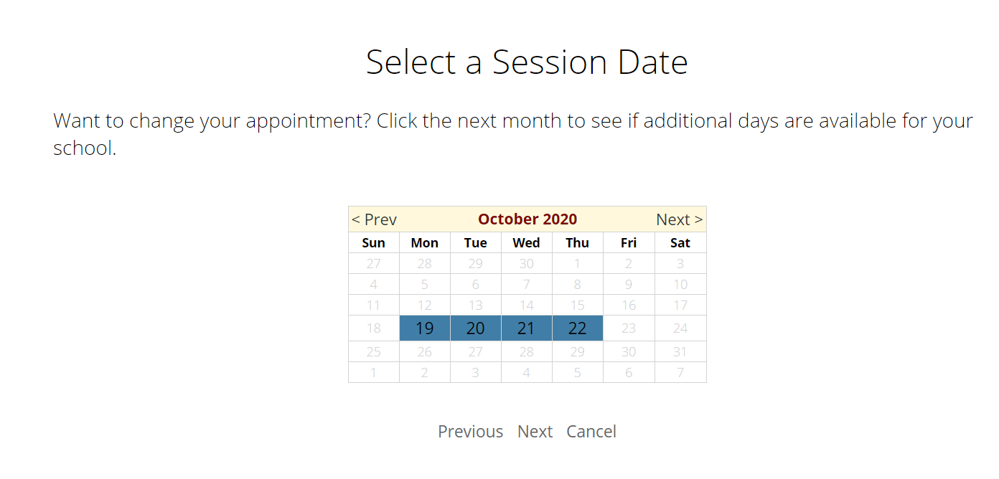 Select a Session Date
Want to change your appointment? Click the next month to see if additional days are available for your
school.
< Prev October 2020 Next >
Sun Mon Tue Wed Thu Fri Sat
27 28 29 30 1 2 3
4 5 6 7 8 9 10
11 12 13 14 15 16 17
18 19 20 21 22 23 24
25 26 27 28 29 30 31
1 2 3 4 5 6 7
Previous Next Cancel